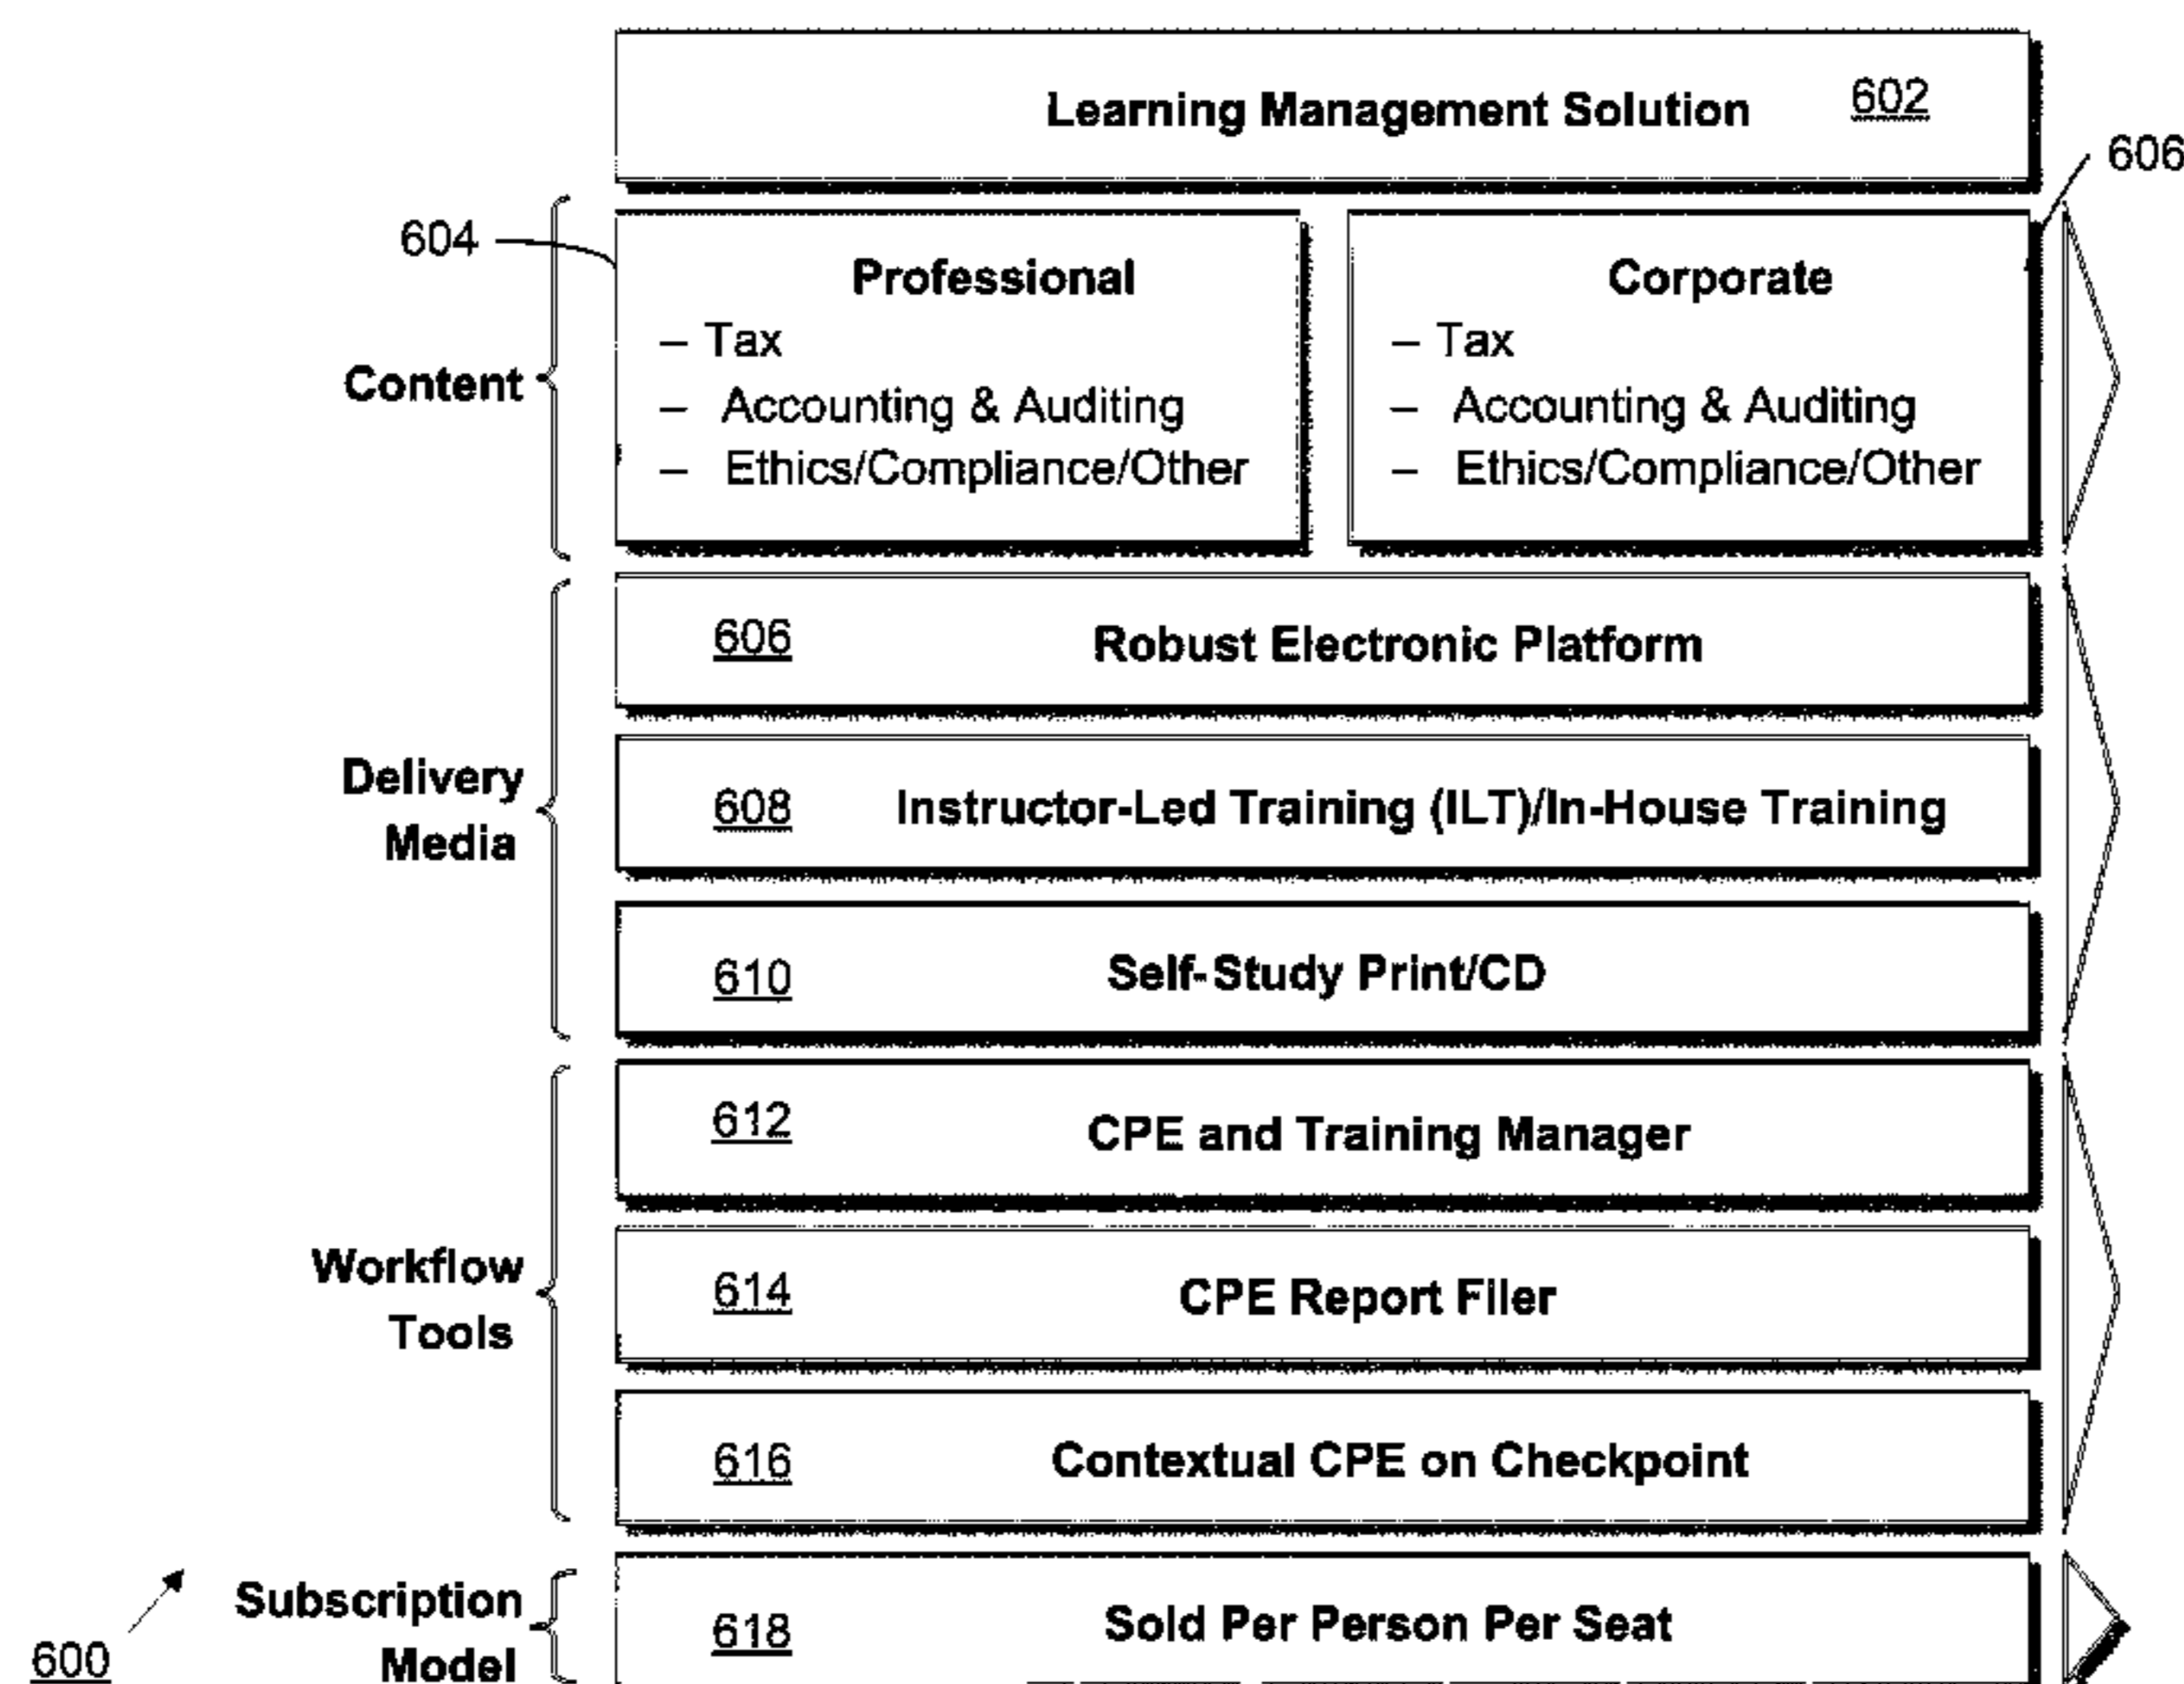 Learning Management Solution 602
606
604
Professional
– Tax
– Accounting & Auditing
– Ethics/Compliance/Other
Corporate
– Tax
– Accounting & Auditing
– Ethics/Compliance/Other
Content
606 Robust Electronic Platform
Delivery
Media
608 Instructor-Led Training (ILT)/In-House Training
610 Self-Study Print/CD
612 CPE and Training Manager
Workflow
Tools
614 CPE Report Filer
616 Contextual CPE on Checkpoint
Subscription
Model
618 Sold Per Person Per Seat
600